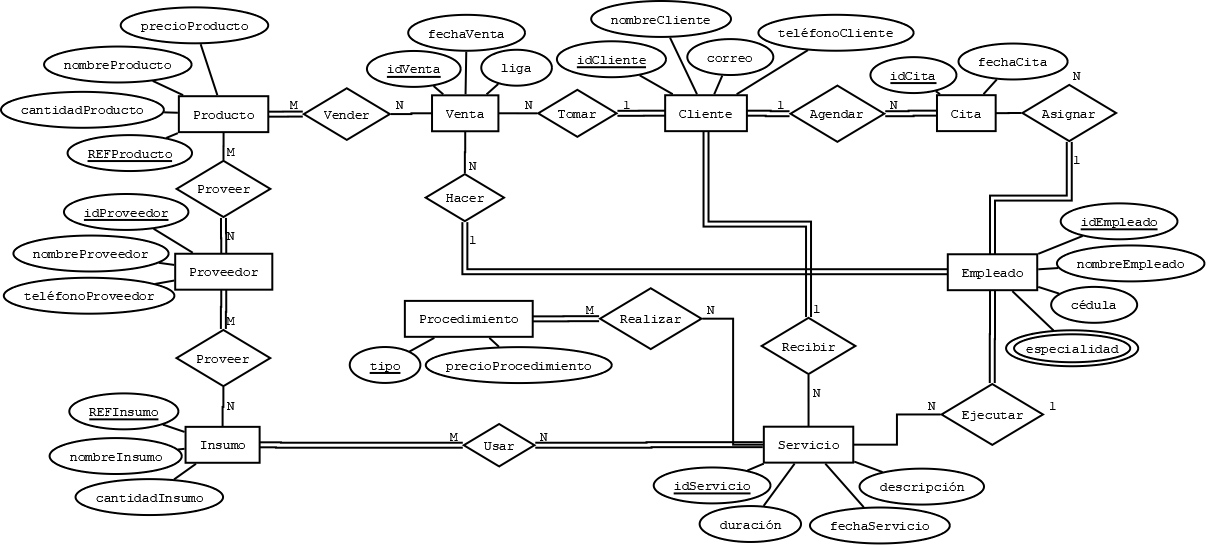 precioProducto
nombreProducto
cantidadProducto
REFProducto
Producto
M
Vender
N
fechaVenta
idVenta
liga
Venta
N
Tomar
1
nombreCliente
idCliente
correo
teléfonoCliente
Cliente
1
Agendar
N
idCita
fechaCita
Cita
N
Asignar
1
M
Proveer
N
N
Hacer
1
idProveedor
nombreProveedor
teléfonoProveedor
Proveedor
idEmpleado
nombreEmpleado
cédula
especialidad
Empleado
M
Proveer
N
Procedimiento
tipo
precioProcedimiento
M
Realizar
N
1
Recibir
N
N
Ejecutar
1
REFInsumo
nombreInsumo
cantidadInsumo
Insumo
M
Usar
N
Servicio
idServicio
duración
fechaServicio
descripción